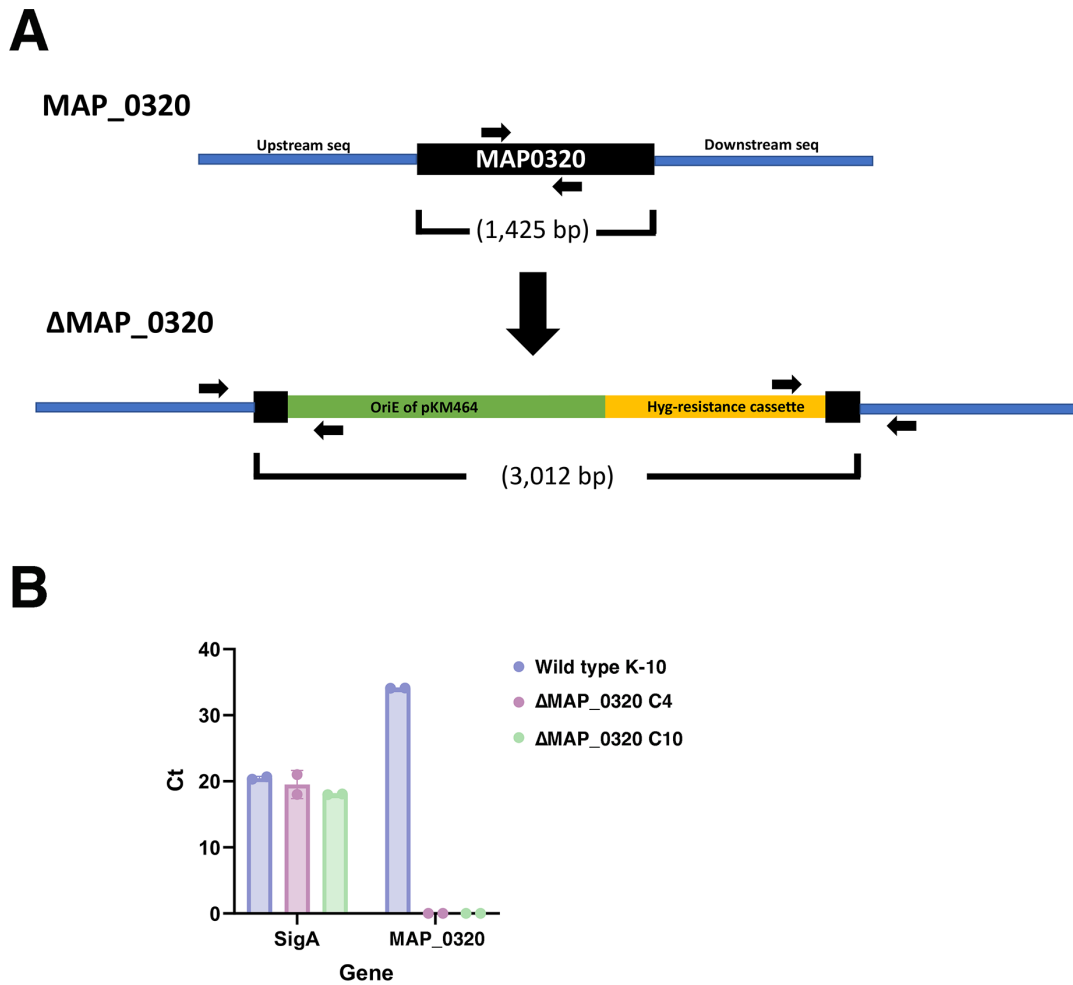 A
MAP_0320
Upstream seq
MAP0320
Downstream seq
(1,425 bp)
ΔMAP_0320
OriE of pKM464
Hyg-resistance cassette
(3,012 bp)
B
40
30
20
10
0
Ct
SigA
MAP_0320
Gene
Wild type K-10
ΔMAP_0320 C4
ΔMAP_0320 C10